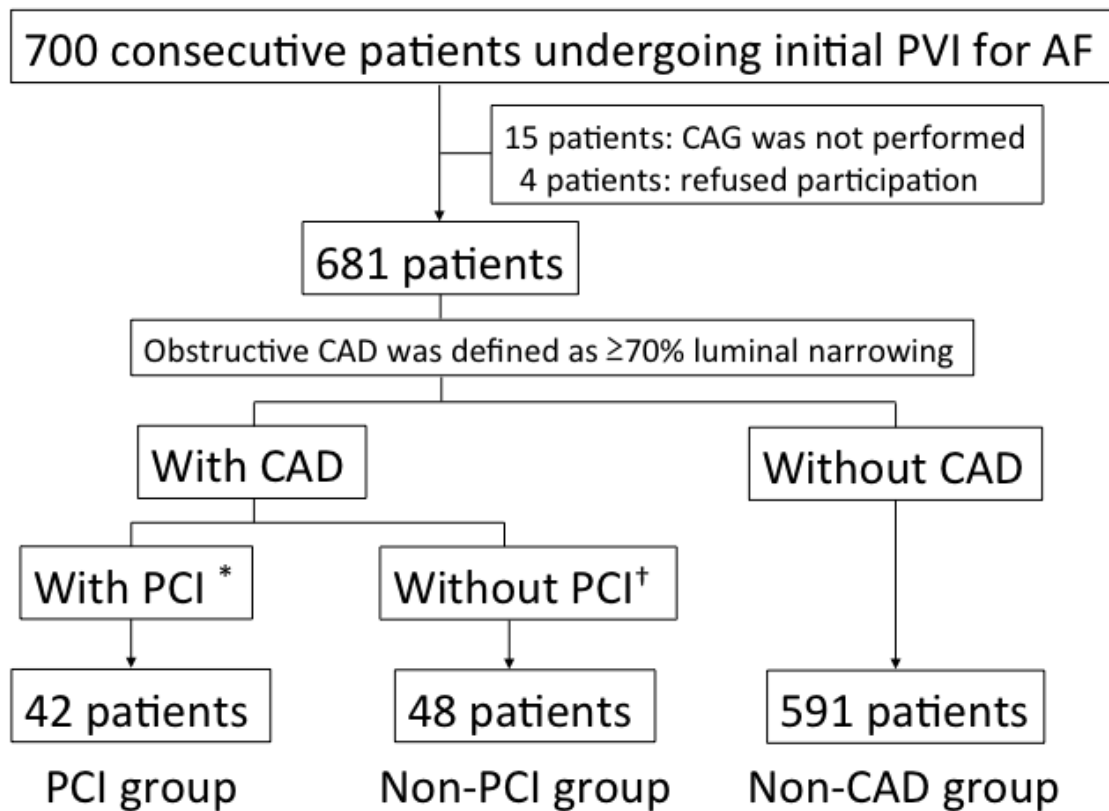 700 consecutive patients undergoing initial PVI for AF
15 patients: CAG was not performed
4 patients: refused participation
681 patients
Obstructive CAD was defined as ≥70% luminal narrowing
With CAD
Without CAD
With PCI *
Without PCI†
42 patients
48 patients
591 patients
PCI group
Non-PCI group
Non-CAD group